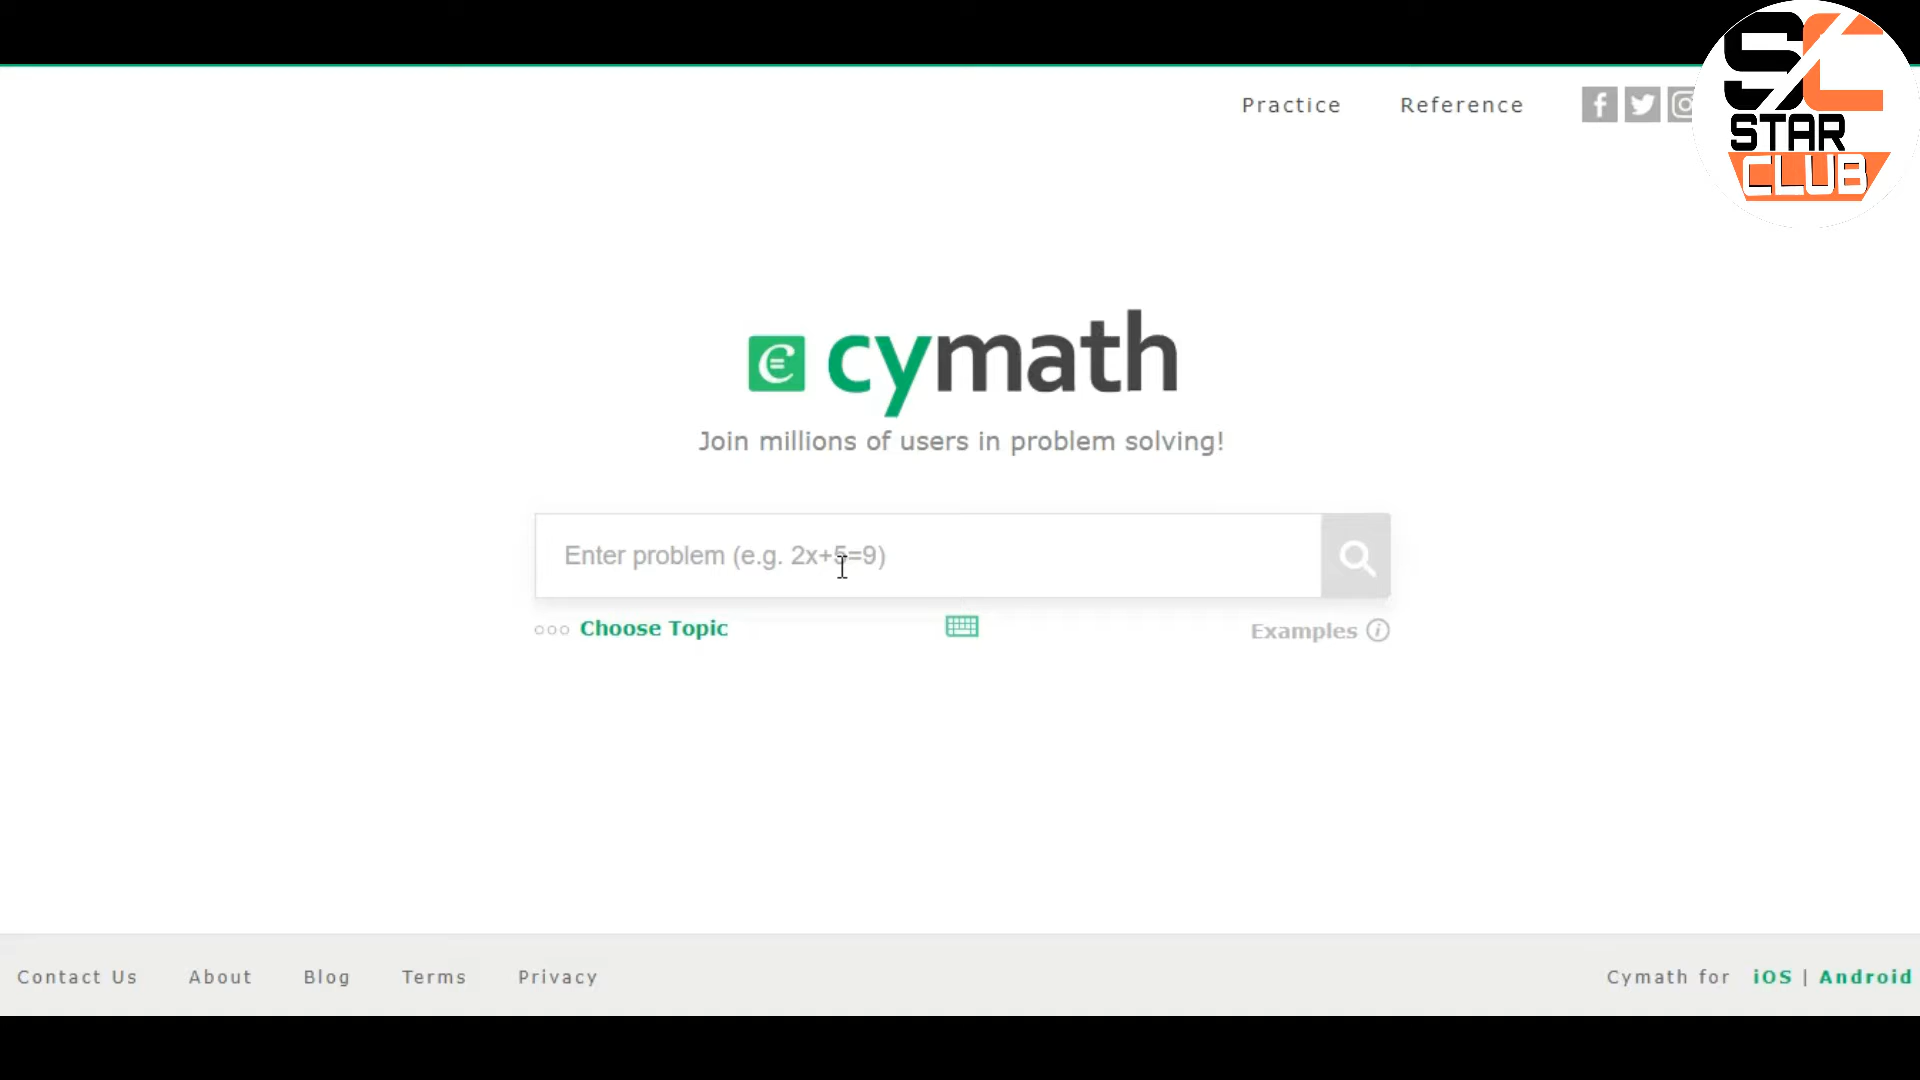 Practice Reference
SC
STAR
CLUB
cymath
Join millions of users in problem solving!
Enter problem (e.g. 2x+5=9)
Choose Topic
Examples
Contact Us About Blog Terms Privacy
Cymath for iOS | Android